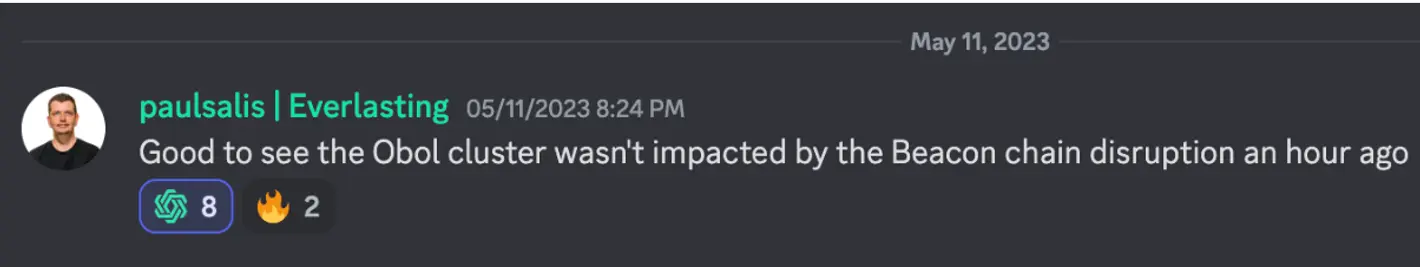 May 11, 2023
paulsalis | Everlasting 05/11/2023 8:24 PM
Good to see the Obol cluster wasn't impacted by the Beacon chain disruption an hour ago
8 2